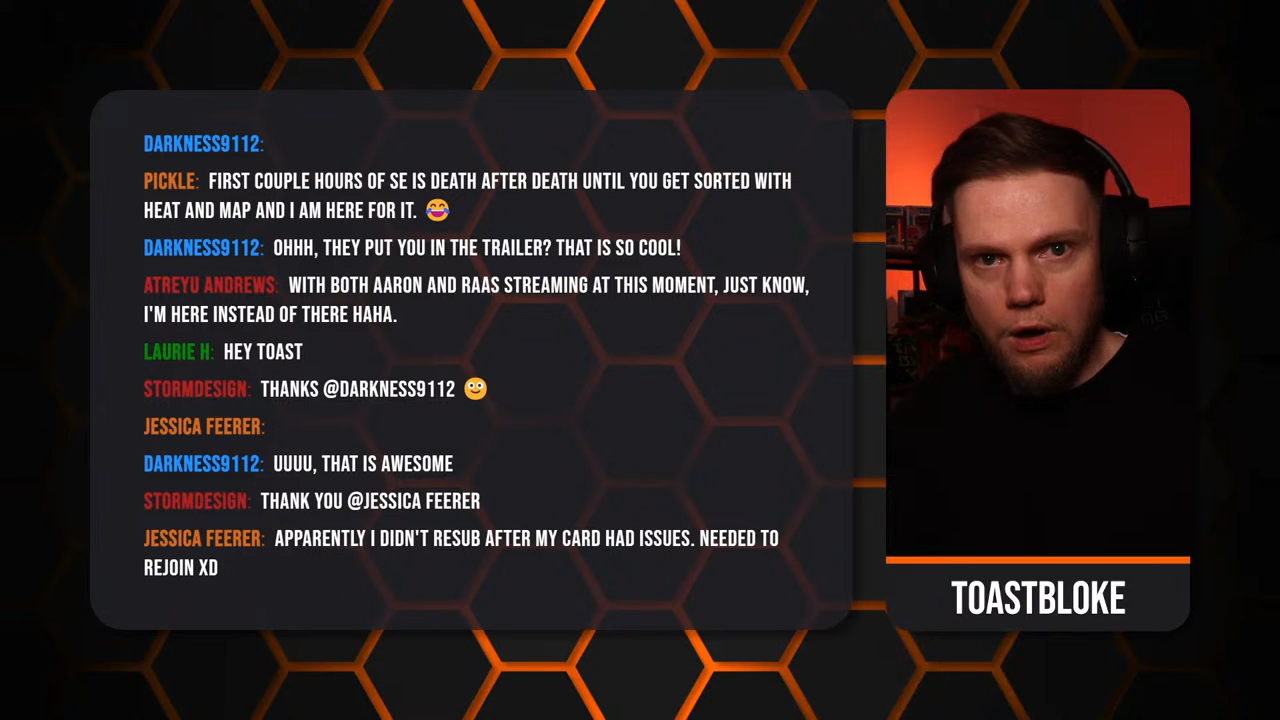 DARKNESS9112:
PICKLE: FIRST COUPLE HOURS OF SE IS DEATH AFTER DEATH UNTIL YOU GET SORTED WITH
HEAT AND MAP AND I AM HERE FOR IT. 😂
DARKNESS9112: OHHH, THEY PUT YOU IN THE TRAILER? THAT IS SO COOL!
ATREYU ANDREWS: WITH BOTH AARON AND RAAS STREAMING AT THIS MOMENT, JUST KNOW,
I'M HERE INSTEAD OF THERE HAHA.
LAURIE H: HEY TOAST
STORMDESIGN: THANKS @DARKNESS9112 🙂
JESSICA FEERER:
DARKNESS9112: UUUU, THAT IS AWESOME
STORMDESIGN: THANK YOU @JESSICA FEERER
JESSICA FEERER: APPARENTLY I DIDN'T RESUB AFTER MY CARD HAD ISSUES. NEEDED TO
REJOIN XD
TOASTBLOKE